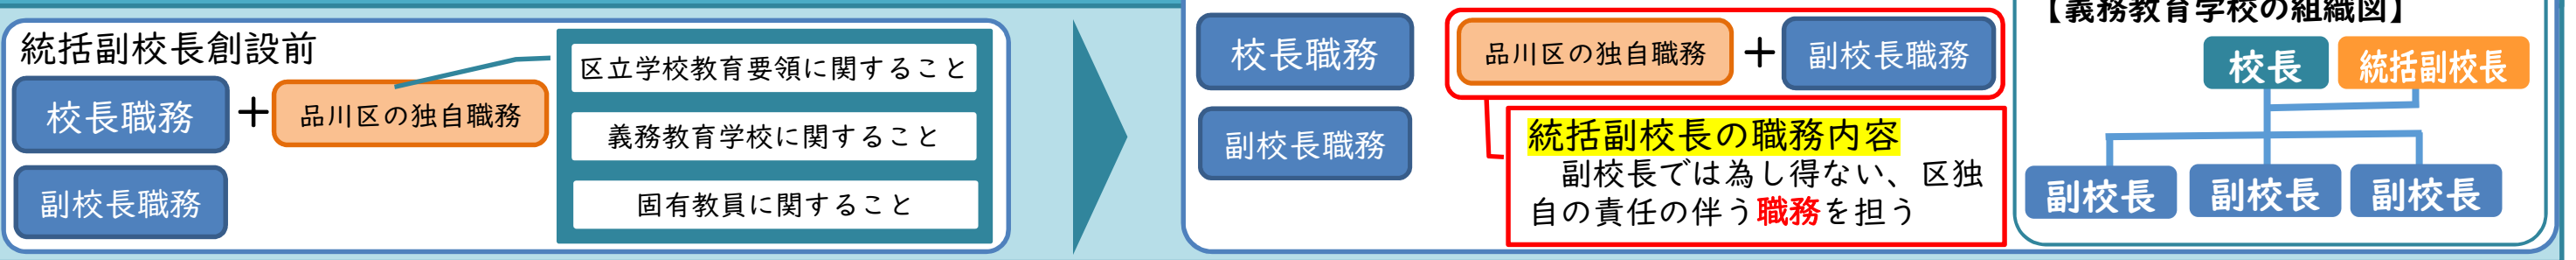 統括副校長創設前
校長職務
+
品川区の独自職務
副校長職務
区立学校教育要領に関すること
義務教育学校に関すること
固有教員に関すること
校長職務
副校長職務
品川区の独自職務
+
副校長職務
統括副校長の職務内容
副校長では為し得ない、区独
自の責任の伴う職務を担う
【義務教育学校の組織図】
校長
統括副校長
副校長
副校長
副校長